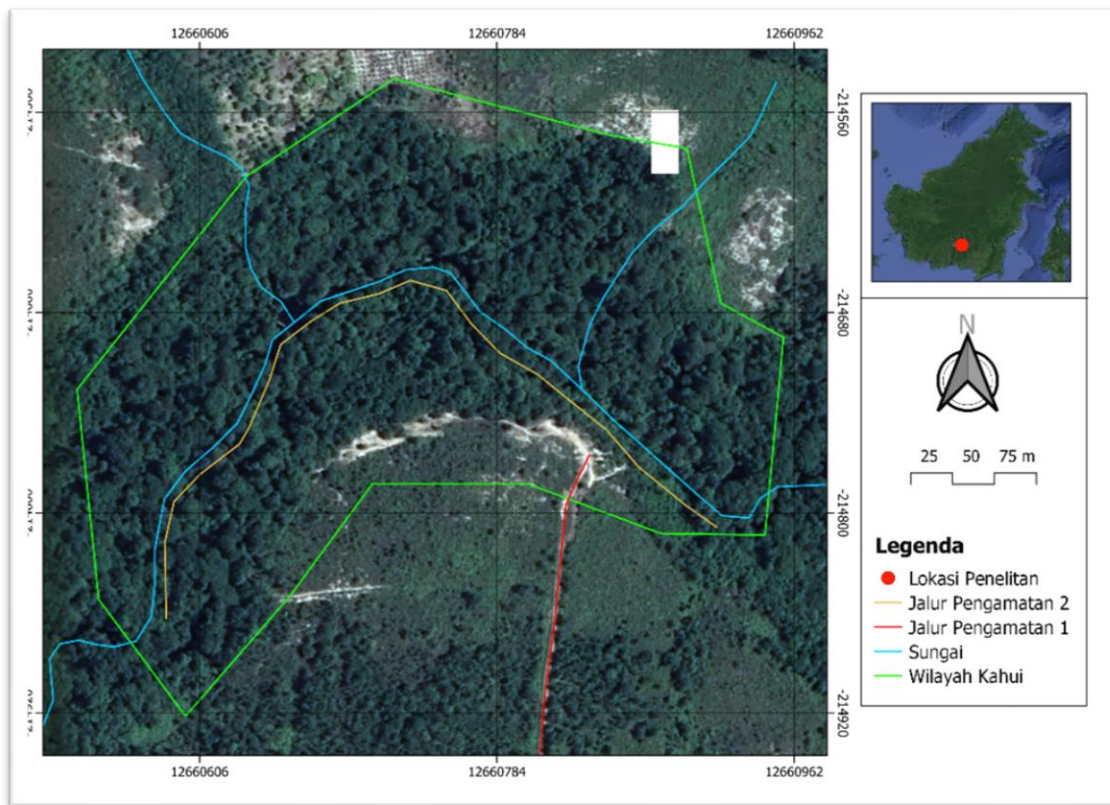 12660606 12660784 12660962
-214560
-214680
-214800
-214920
12660606 12660784 12660962
N
25 50 75 m
Legenda
Lokasi Penelitan
Jalur Pengamatan 2
Jalur Pengamatan 1
Sungai
Wilayah Kahui